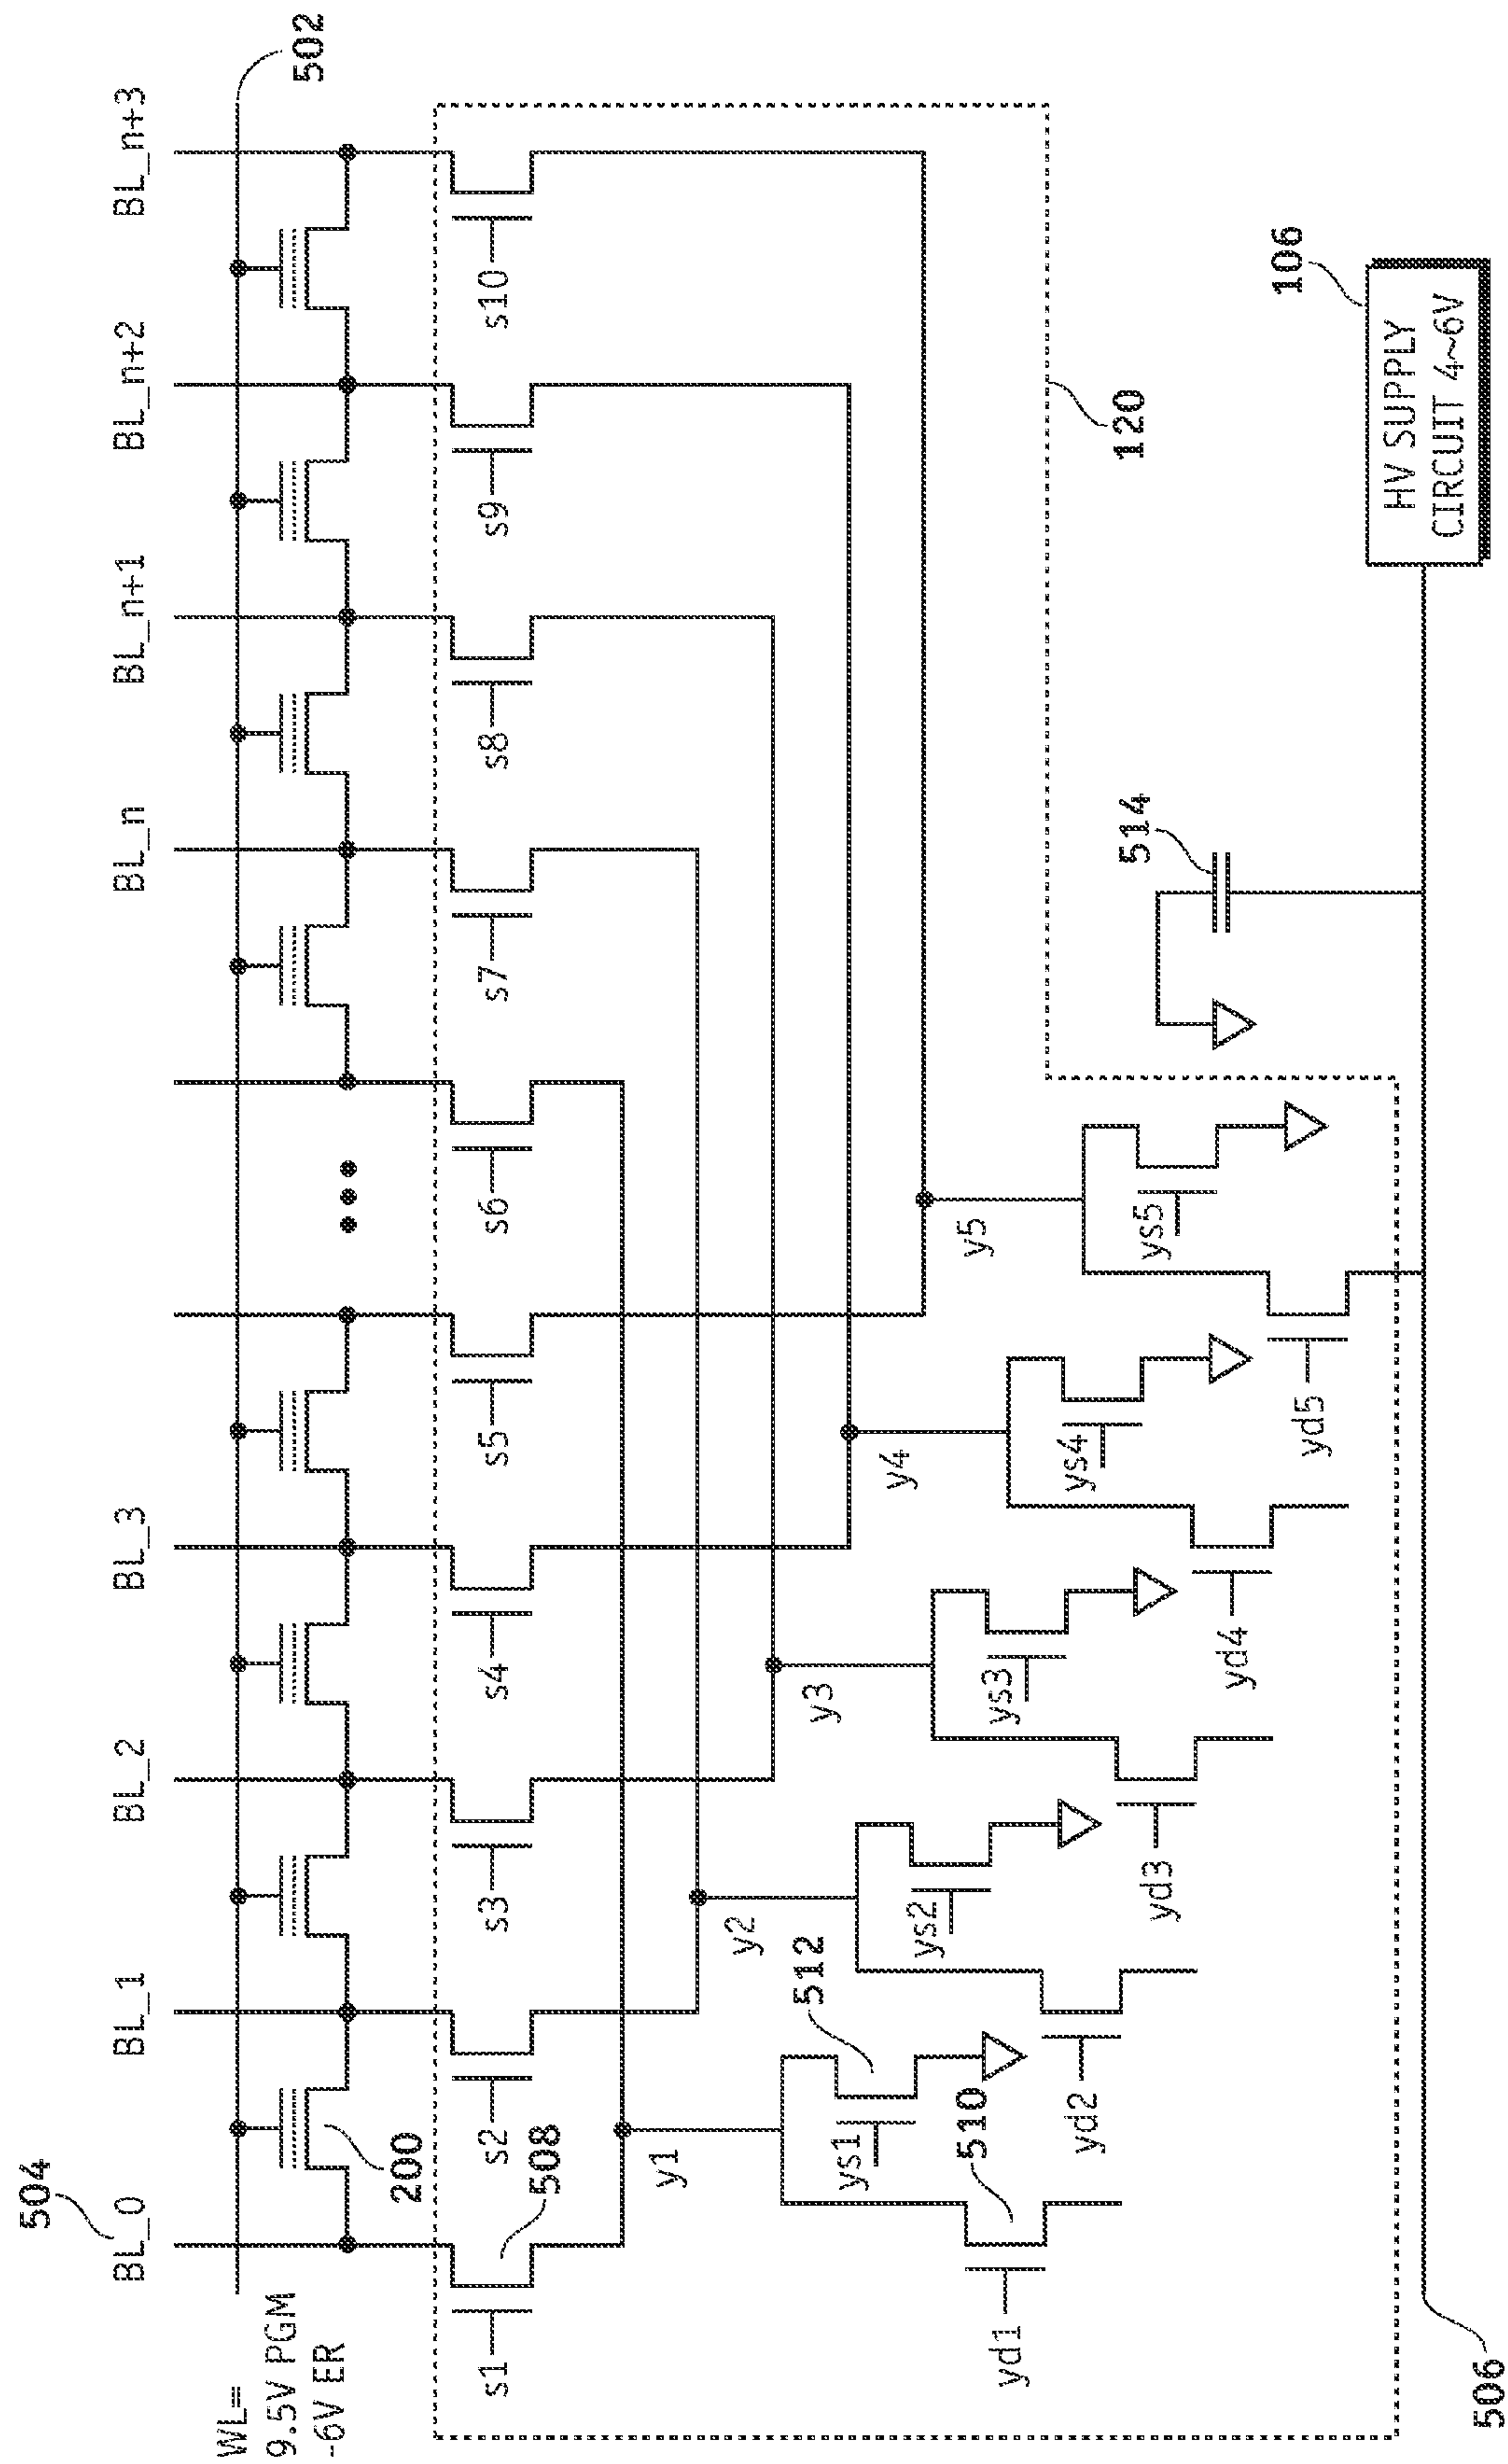 504
BL_0
BL_1
BL_2
BL_3
BL_n
BL_n+1
BL_n+2
BL_n+3
WL=
9.5V PGM
-6V ER
502
200
s1
508
s2
s3
s4
s5
s6
s7
s8
s9
s10
y1
y2
y3
y4
y5
ys1
512
ys2
ys3
ys4
ys5
yd1
510
yd2
yd3
yd4
yd5
514
120
106
HV SUPPLY
CIRCUIT 4~6V
506